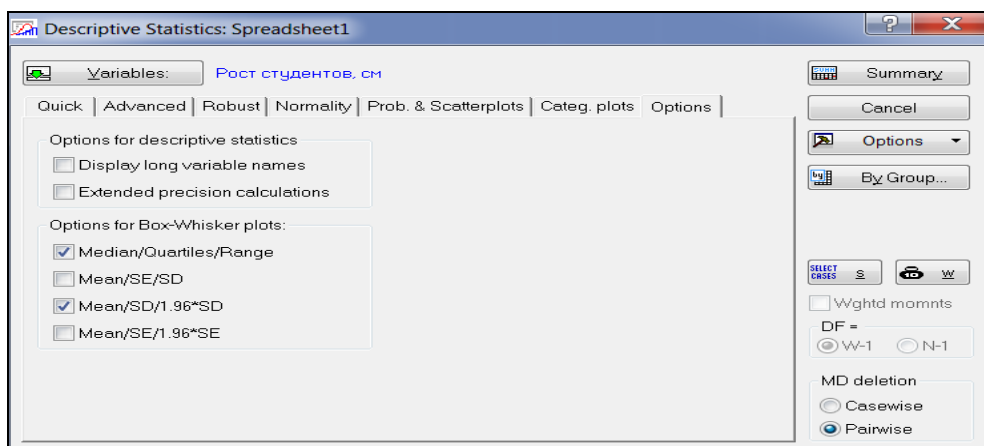 Descriptive Statistics: Spreadsheet1
Variables:
Рост студентов, см
Quick
Advanced
Robust
Normality
Prob. & Scatterplots
Categ. plots
Options
Options for descriptive statistics
Display long variable names
Extended precision calculations
Options for Box-Whisker plots:
Median/Quartiles/Range
Mean/SE/SD
Mean/SD/1.96*SD
Mean/SE/1.96*SE
Summary
Cancel
Options
By Group...
SELECT CASES S
W
Wghtd momnts
DF =
W-1
N-1
MD deletion
Casewise
Pairwise